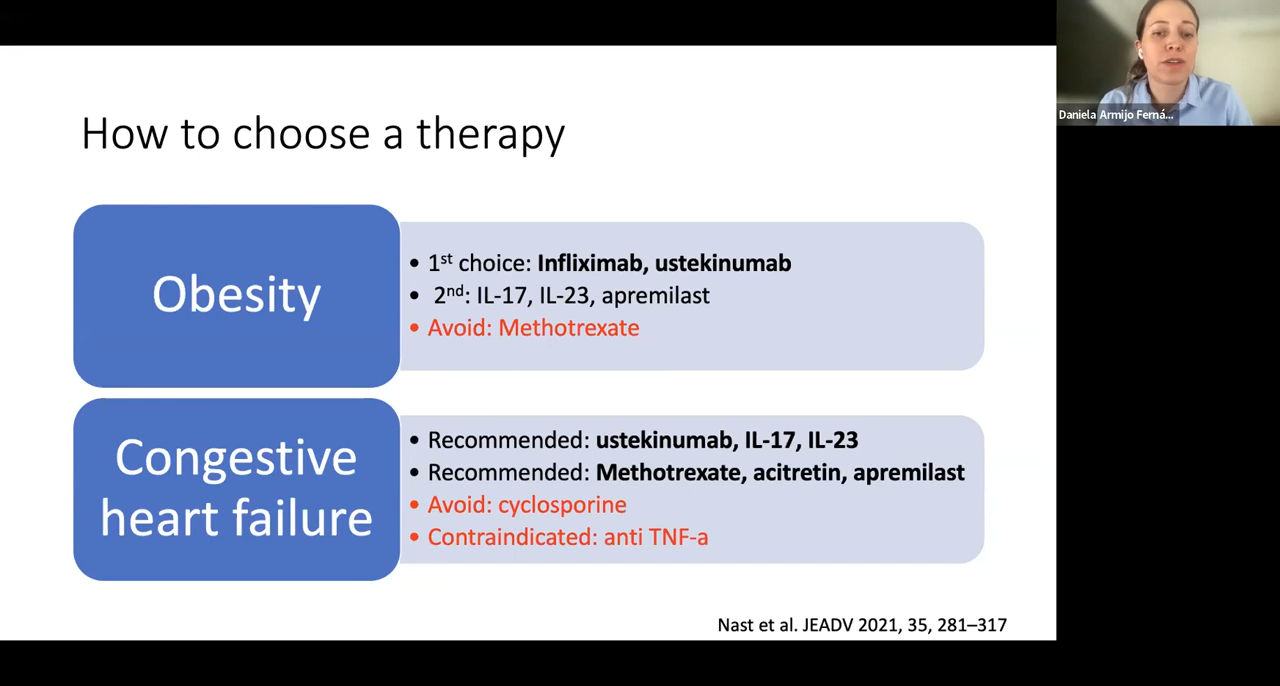 How to choose a therapy
Obesity
• 1st choice: Infliximab, ustekinumab
• 2nd: IL-17, IL-23, apremilast
• Avoid: Methotrexate
Congestive
heart failure
• Recommended: ustekinumab, IL-17, IL-23
• Recommended: Methotrexate, acitretin, apremilast
• Avoid: cyclosporine
• Contraindicated: anti TNF-a
Nast et al. JEADV 2021, 35, 281–317
Daniela Armijo Ferná...